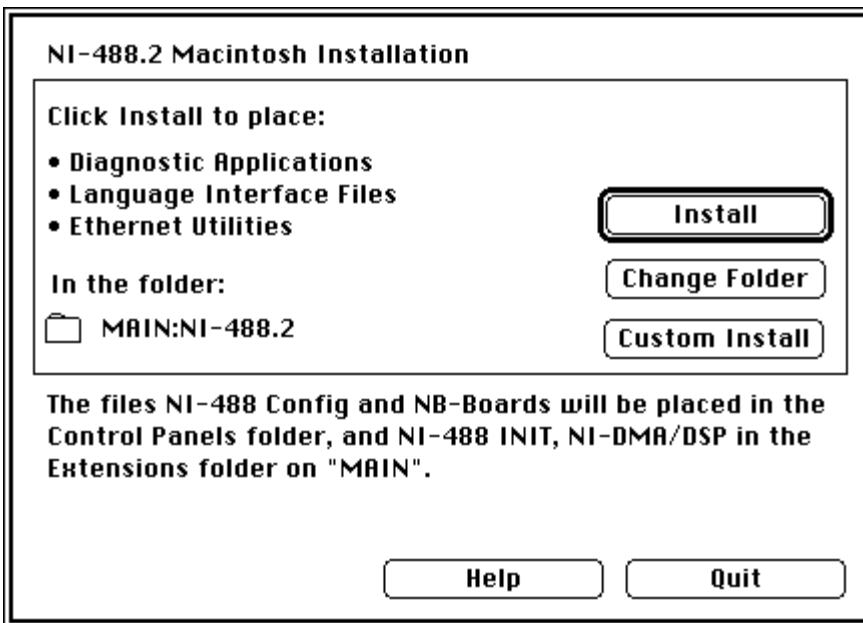 NI-488.2 Macintosh Installation
Click Install to place:
• Diagnostic Applications
• Language Interface Files
• Ethernet Utilities
Install
In the folder:
Change Folder
MAIN:NI-488.2
Custom Install
The files NI-488 Config and NB-Boards will be placed in the
Control Panels folder, and NI-488 INIT, NI-DMA/DSP in the
Extensions folder on "MAIN".
Help
Quit